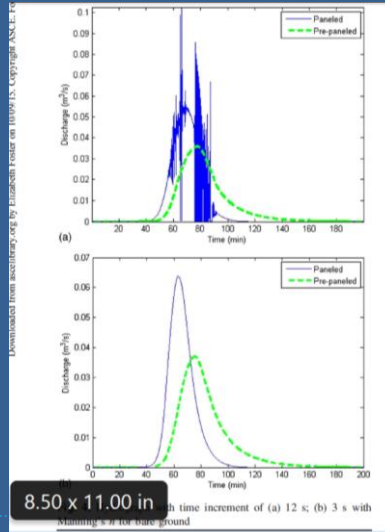 Downloaded from ascelibrary.org by Elizabeth Foster on 10/09/15. Copyright ASCE. Fo
0.1
0.09
0.08
0.07
0.06
0.05
0.04
0.03
0.02
0.01
0
Discharge (m³/s)
Paneled
Pre-paneled
20 40 60 80 100 120 140 160 180
Time (min)
(a)
0.07
0.06
0.05
0.04
0.03
0.02
0.01
0
Discharge (m³/s)
Paneled
Pre-paneled
0 20 40 60 80 100 120 140 160 180 200
Time (min)
8.50 x 11.00 in
with time increment of (a) 12 s; (b) 3 s with
Manning's n for bare ground